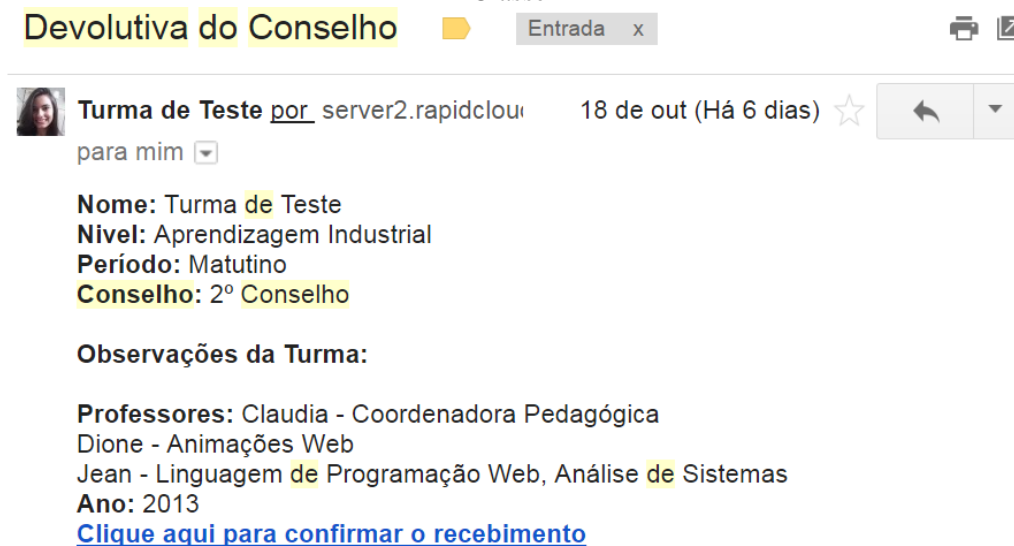 Devolutiva do Conselho Entrada x
Turma de Teste por server2.rapidclou 18 de out (Há 6 dias)
para mim
Nome: Turma de Teste
Nivel: Aprendizagem Industrial
Período: Matutino
Conselho: 2º Conselho
Observações da Turma:
Professores: Claudia - Coordenadora Pedagógica
Dione - Animações Web
Jean - Linguagem de Programação Web, Análise de Sistemas
Ano: 2013
Clique aqui para confirmar o recebimento